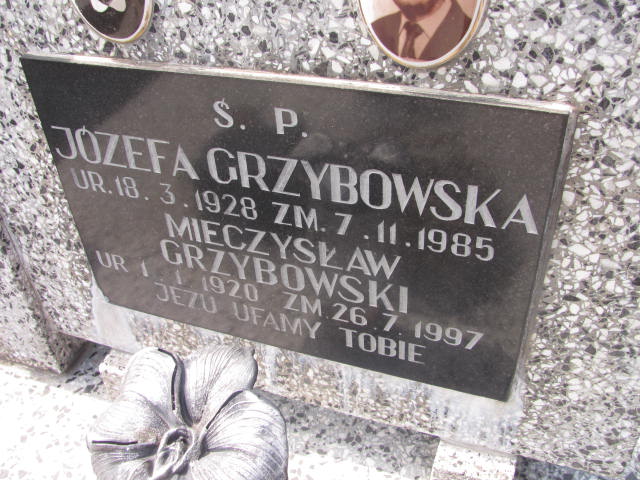 Ś. P.
JÓZEFA GRZYBOWSKA
UR. 18. 3. 1928 ZM. 7. 11. 1985
MIECZYSŁAW
GRZYBOWSKI
UR 1. 1. 1920 ZM. 26. 7. 1997
JEZU UFAMY TOBIE